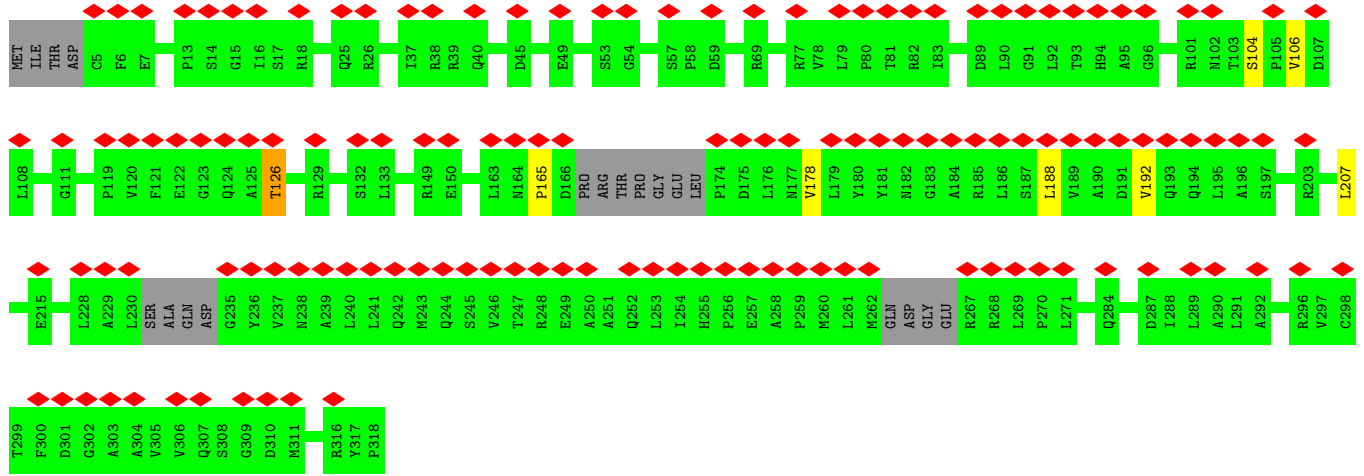 MET ILE THR ASP C5 F6 E7 P13 S14 G15 I16 S17 R18 Q25 R26 I37 R38 R39 Q40 D45 E49 S53 G54 S57 P58 D59 R69 R77 V78 L79 P80 T81 R82 I83 D89 L90 G91 L92 T93 H94 A95 G96 R101 N102 T103 S104 P105 V106 D107
L108 G111 P119 V120 F121 E122 G123 Q124 A125 T126 R129 S132 L133 R149 E150 L163 N164 P165 D166 PRO ARG THR PRO GLY GLU LEU P174 D175 L176 N177 V178 L179 Y180 Y181 N182 G183 A184 R185 L186 S187 L188 V189 A190 D191 V192 Q193 Q194 L195 A196 S197 R203 L207
E215 L228 A229 L230 SER ALA GLN ASP G235 Y236 V237 N238 A239 L240 L241 Q242 M243 Q244 S245 V246 T247 R248 E249 A250 A251 Q252 L253 I254 H255 P256 E257 A258 P259 M260 L261 M262 GLN ASP GLY GLU R267 R268 L269 P270 L271 Q284 D287 I288 L289 A290 L291 A292 R296 V297 C298
T299 F300 D301 G302 A303 A304 V305 V306 Q307 S308 G309 D310 M311 R316 Y317 P318